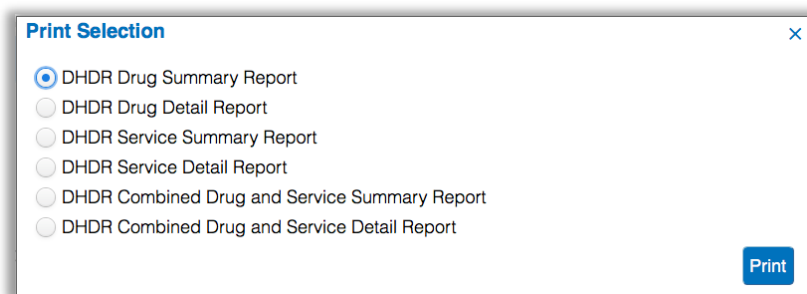 Print Selection
×
DHDR Drug Summary Report
DHDR Drug Detail Report
DHDR Service Summary Report
DHDR Service Detail Report
DHDR Combined Drug and Service Summary Report
DHDR Combined Drug and Service Detail Report
Print